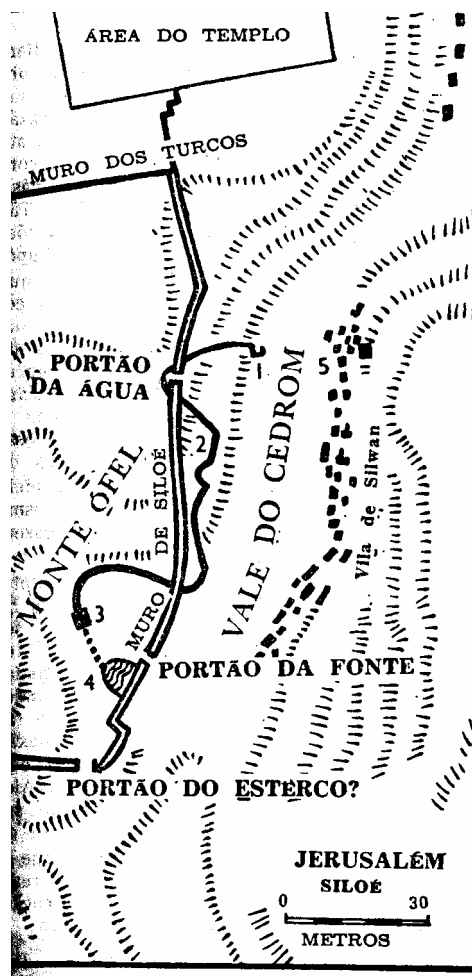 ÁREA DO TEMPLO
MURO DOS TURCOS
PORTÃO
DA ÁGUA
1
5
2
MONTE ÓFEL
MURO DE SILOÉ
VALE DO CEDROM
Vila de Silwan
3
4
PORTÃO DA FONTE
PORTÃO DO ESTERCO?
JERUSALÉM
SILOÉ
0 30
METROS